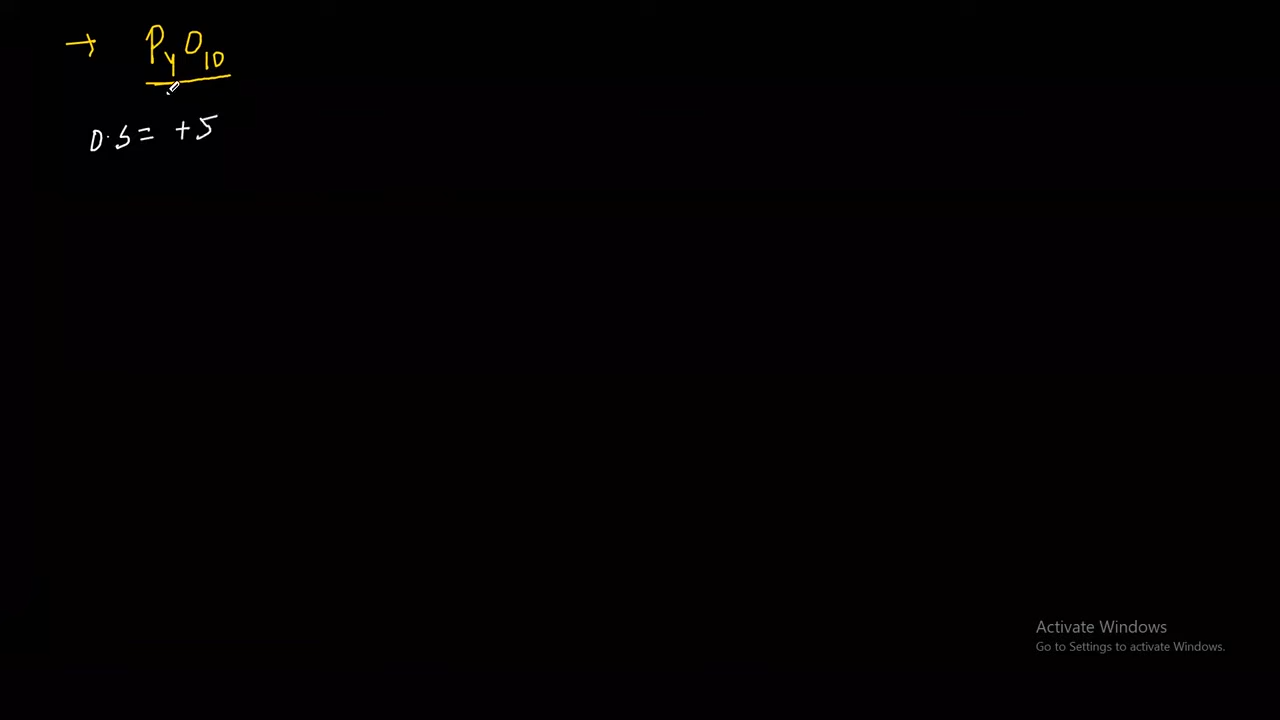 → P₄O₁₀
O.S = +5
Activate Windows
Go to Settings to activate Windows.